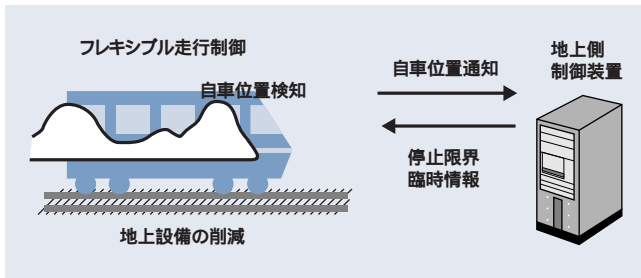 フレキシブル走行制御
自車位置検知
地上設備の削減
自車位置通知
停止限界
臨時情報
地上側
制御装置